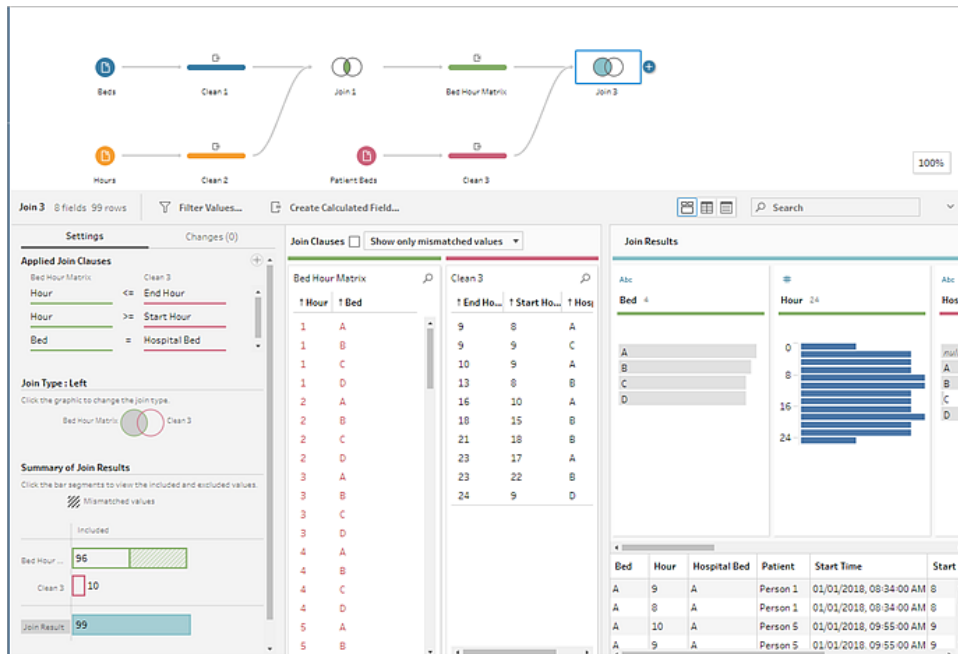 Beds
Clean 1
Join 1
Bed Hour Matrix
Join 3
Hours
Clean 2
Patient Beds
Clean 3
100%
Join 3 8 fields 99 rows
Filter Values...
Create Calculated Field...
Search
Settings
Changes (0)
Applied Join Clauses
Bed Hour Matrix Clean 3
Hour <= End Hour
Hour >= Start Hour
Bed = Hospital Bed
Join Type : Left
Click the graphic to change the join type.
Bed Hour Matrix Clean 3
Summary of Join Results
Click the bar segments to view the included and excluded values.
Mismatched values
Included
Bed Hour ... 96
Clean 3 10
Join Result 99
Join Clauses Show only mismatched values
Bed Hour Matrix
Hour Bed
1 A
1 B
1 C
1 D
2 A
2 B
2 C
2 D
3 A
3 B
3 C
3 D
4 A
4 B
4 C
4 D
5 A
5 B
Clean 3
End Ho... Start Ho... Hosp
9 8 A
9 9 C
10 9 A
13 8 B
16 10 A
18 15 B
21 18 B
23 17 A
23 22 B
24 9 D
Join Results
Abc
Bed 4
A
B
C
D
#
Hour 24
0
8
16
24
Abc
Hos
null
A
B
C
D
Bed Hour Hospital Bed Patient Start Time Start
A 9 A Person 1 01/01/2018, 08:34:00 AM 8
A 8 A Person 1 01/01/2018, 08:34:00 AM 8
A 10 A Person 5 01/01/2018, 09:55:00 AM 9
A 9 A Person 5 01/01/2018, 09:55:00 AM 9